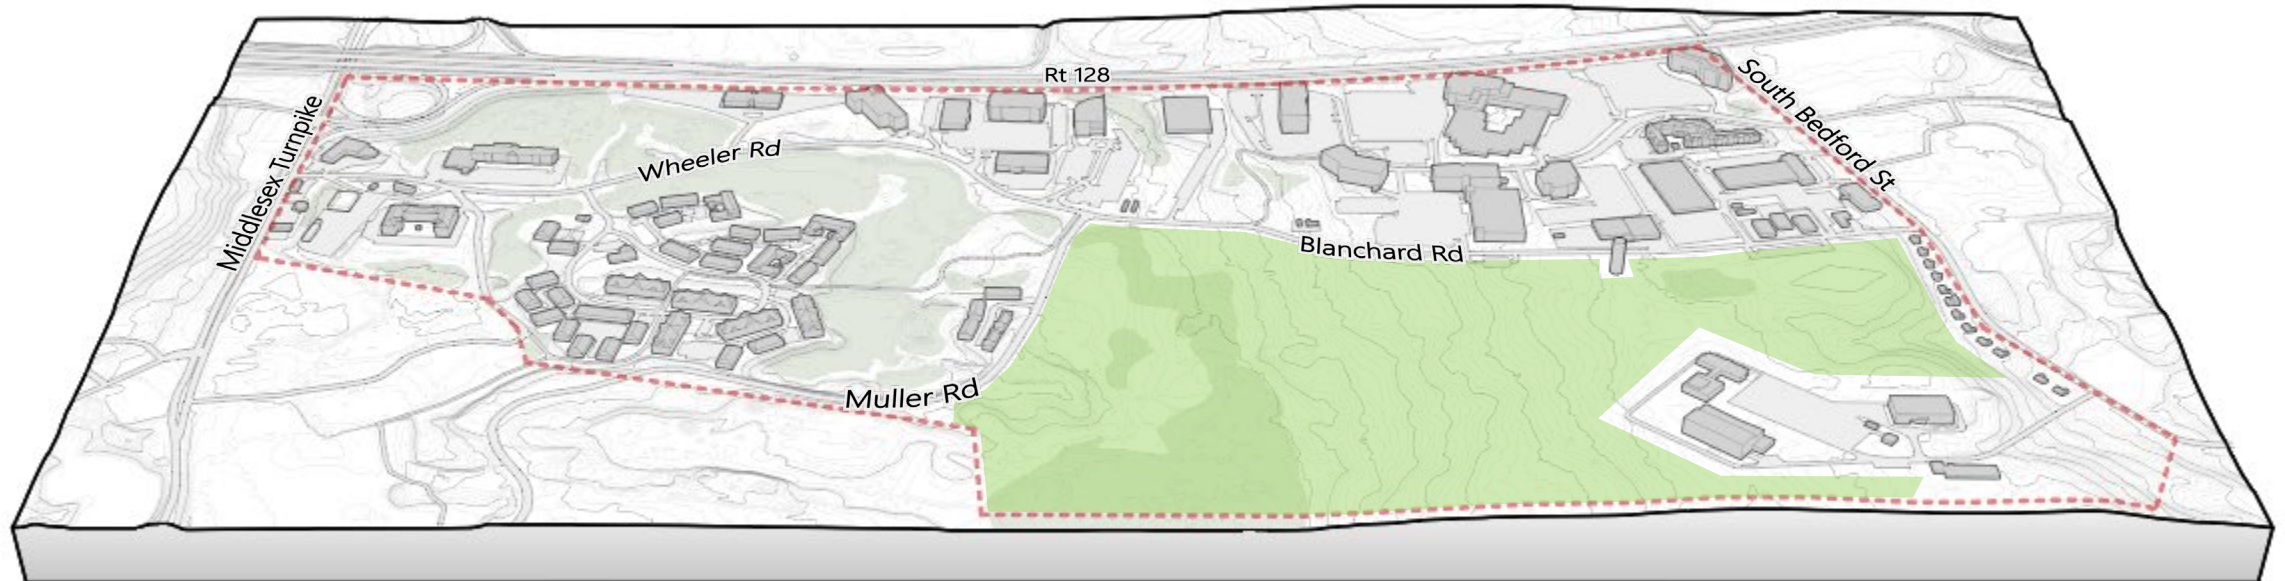 Rt 128
Middlesex Turnpike
South Bedford St
Wheeler Rd
Blanchard Rd
Muller Rd